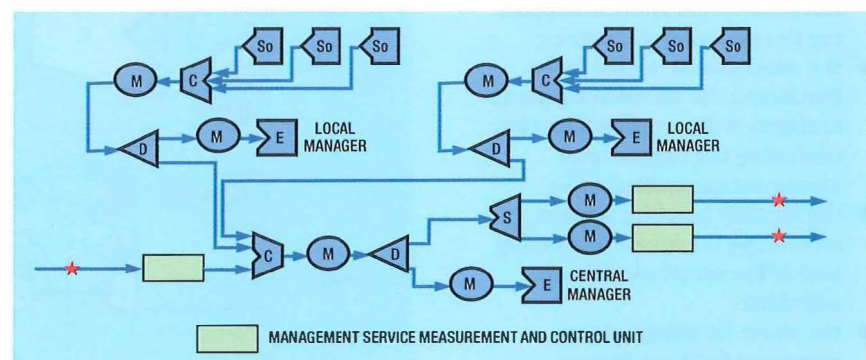 So So So So So So
M C M C
M E LOCAL MANAGER M E LOCAL MANAGER
D D
M
S
C M D M
M E CENTRAL MANAGER
MANAGEMENT SERVICE MEASUREMENT AND CONTROL UNIT